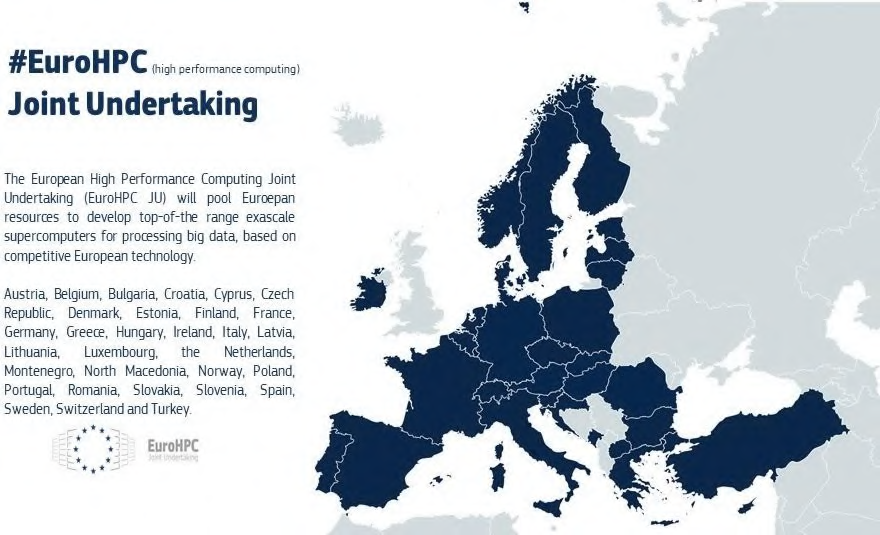 #EuroHPC (high performance computing)
Joint Undertaking
The European High Performance Computing Joint
Undertaking (EuroHPC JU) will pool Euroepan
resources to develop top-of-the range exascale
supercomputers for processing big data, based on
competitive European technology.
Austria, Belgium, Bulgaria, Croatia, Cyprus, Czech
Republic, Denmark, Estonia, Finland, France,
Germany, Greece, Hungary, Ireland, Italy, Latvia,
Lithuania, Luxembourg, the Netherlands,
Montenegro, North Macedonia, Norway, Poland,
Portugal, Romania, Slovakia, Slovenia, Spain,
Sweden, Switzerland and Turkey.
EuroHPC
Joint Undertaking